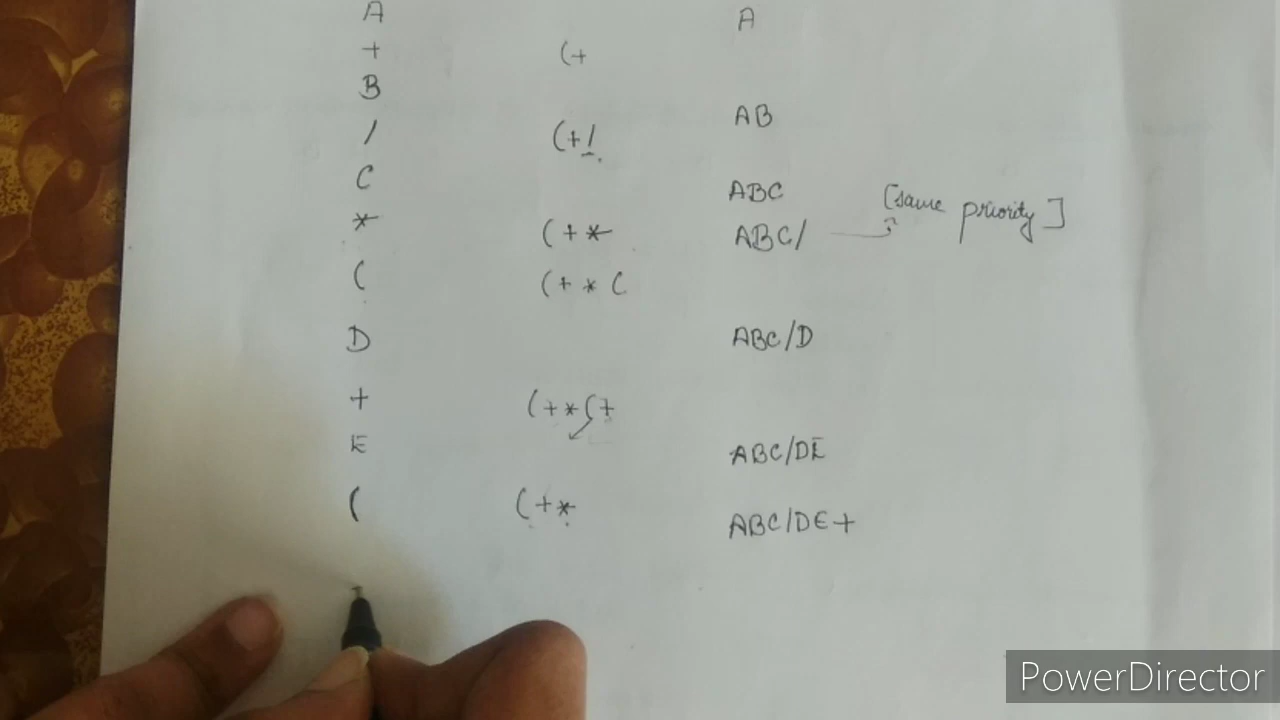 A A
+ (+
B AB
/ (+/
C ABC [same priority]
* (+* ABC/
( (+*(
D ABC/D
+ (+*(+
E ABC/DE
( (+* ABC/DE+
PowerDirector